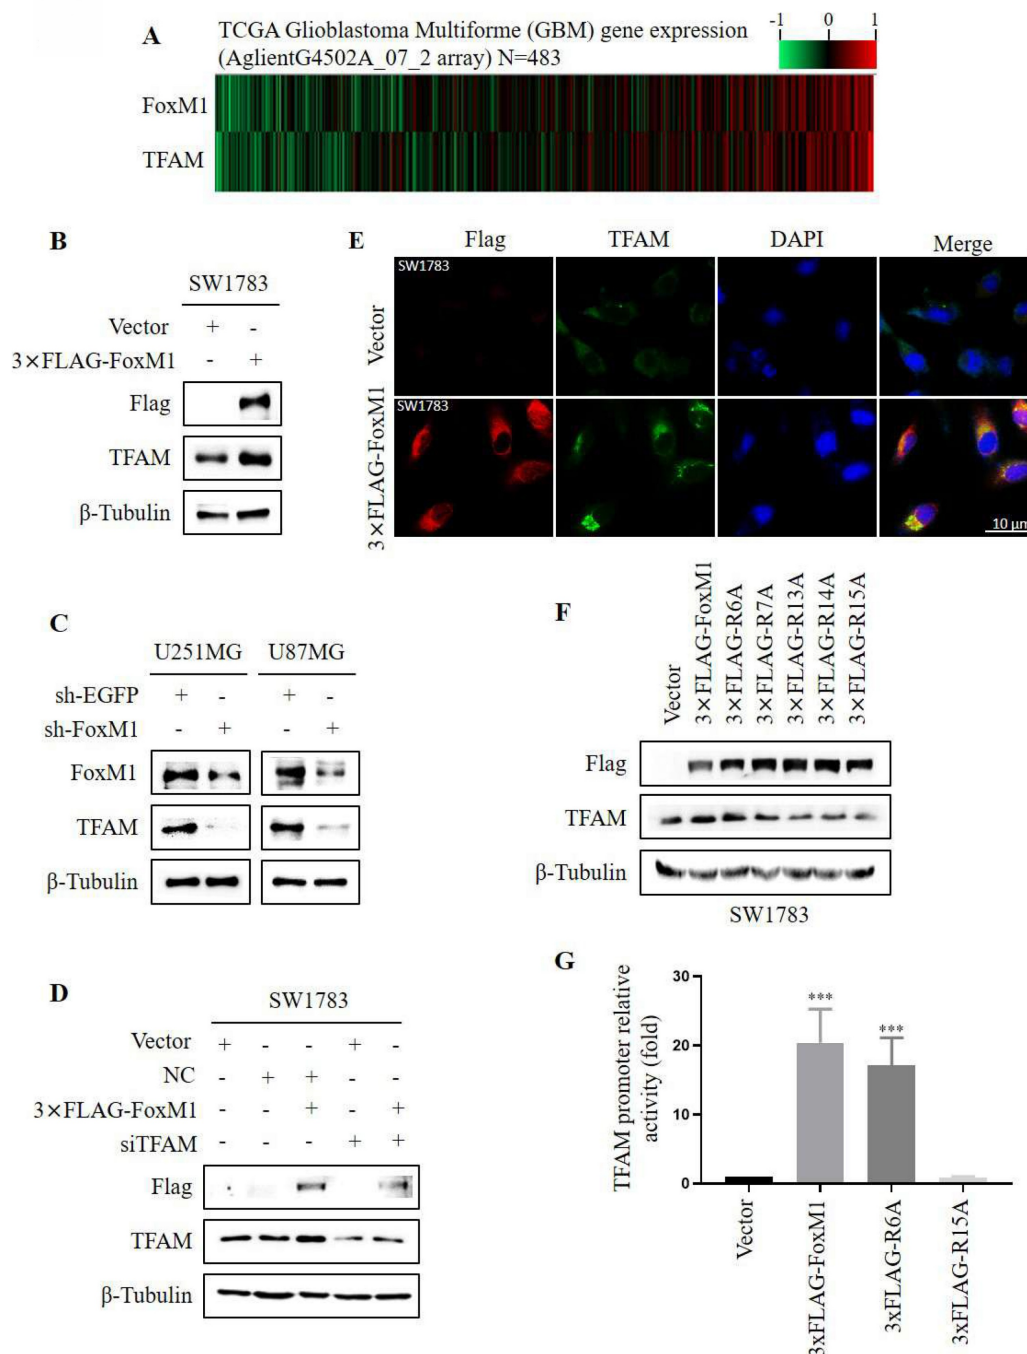 A
TCGA Glioblastoma Multiforme (GBM) gene expression
(AglientG4502A_07_2 array) N=483
-1 0 1
FoxM1
TFAM
B
SW1783
Vector + -
3×FLAG-FoxM1 - +
Flag
TFAM
β-Tubulin
E
Flag TFAM DAPI Merge
Vector
SW1783
3×FLAG-FoxM1
SW1783
10 μm
C
U251MG U87MG
sh-EGFP + - + -
sh-FoxM1 - + - +
FoxM1
TFAM
β-Tubulin
F
Vector
3×FLAG-FoxM1
3×FLAG-R6A
3×FLAG-R7A
3×FLAG-R13A
3×FLAG-R14A
3×FLAG-R15A
Flag
TFAM
β-Tubulin
SW1783
D
SW1783
Vector + - - + -
NC - + + - -
3×FLAG-FoxM1 - - + - +
siTFAM - - - + +
Flag
TFAM
β-Tubulin
G
TFAM promoter relative
activity (fold)
30
20
10
0
***
***
Vector
3xFLAG-FoxM1
3xFLAG-R6A
3xFLAG-R15A